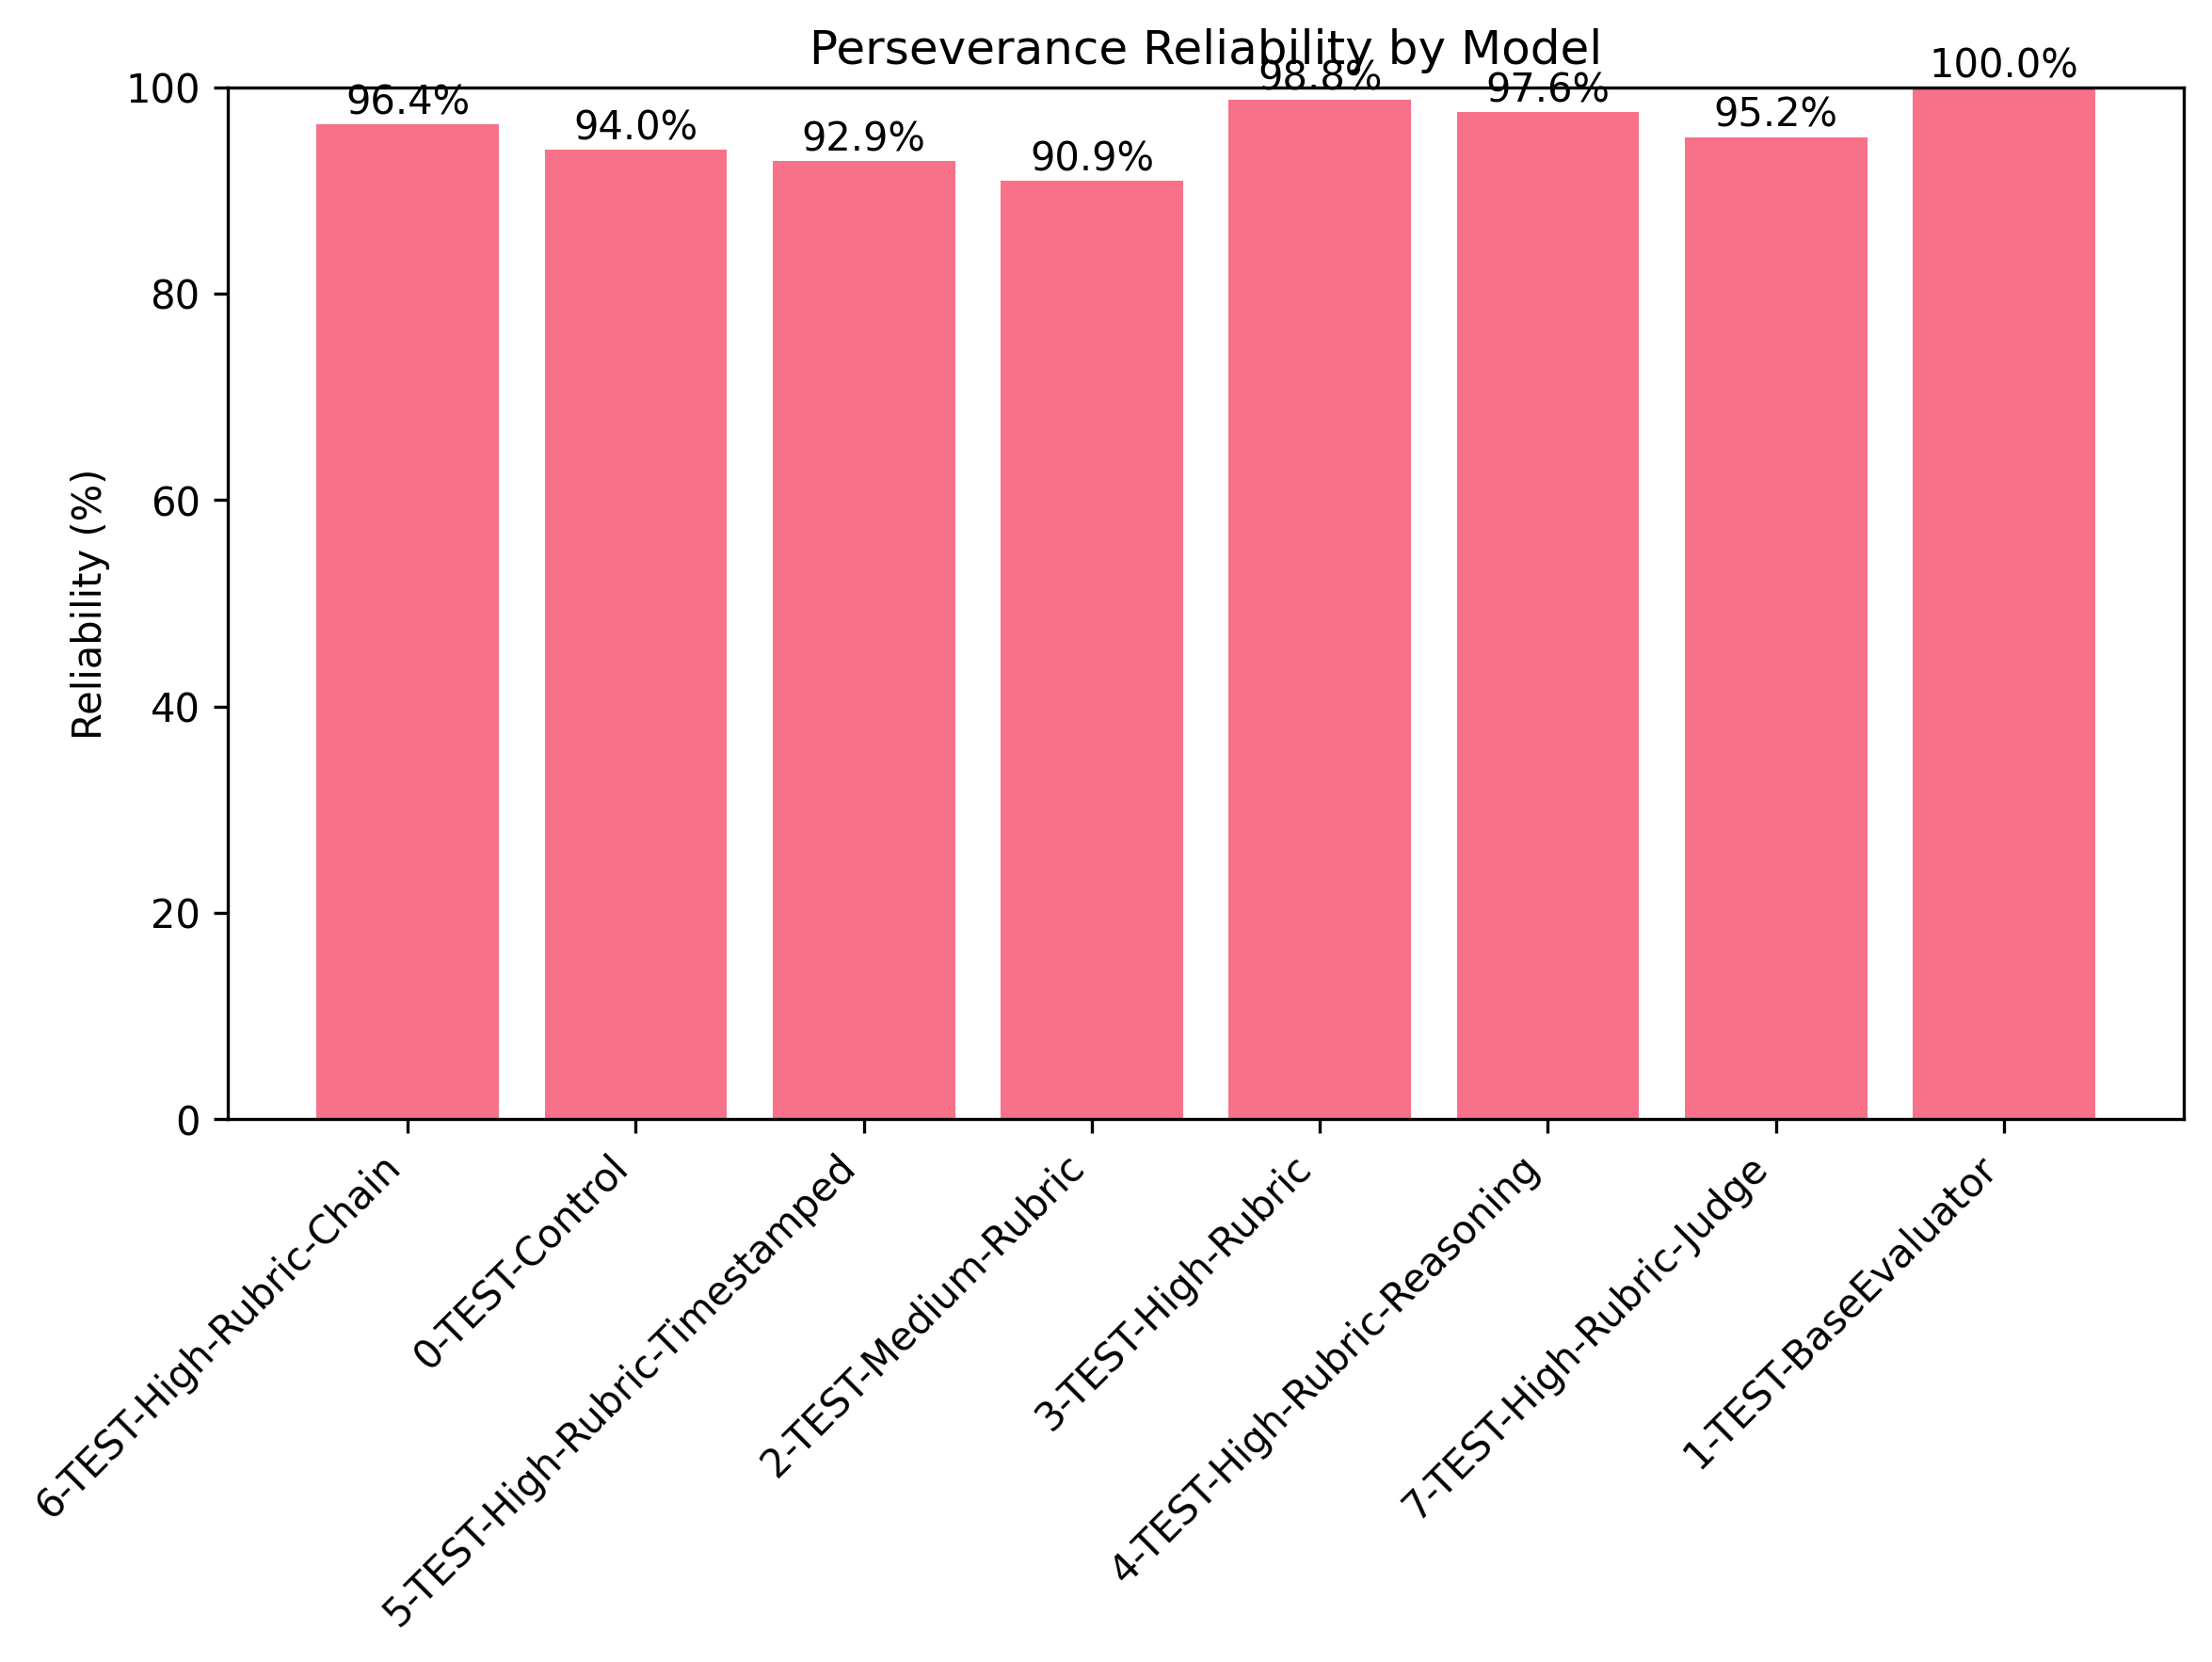 Perseverance Reliability by Model
96.4%
94.0%
92.9%
90.9%
98.8%
97.6%
95.2%
100.0%
Reliability (%)
100
80
60
40
20
0
6-TEST-High-Rubric-Chain
0-TEST-Control
5-TEST-High-Rubric-Timestamped
2-TEST-Medium-Rubric
3-TEST-High-Rubric
4-TEST-High-Rubric-Reasoning
7-TEST-High-Rubric-Judge
1-TEST-BaseEvaluator